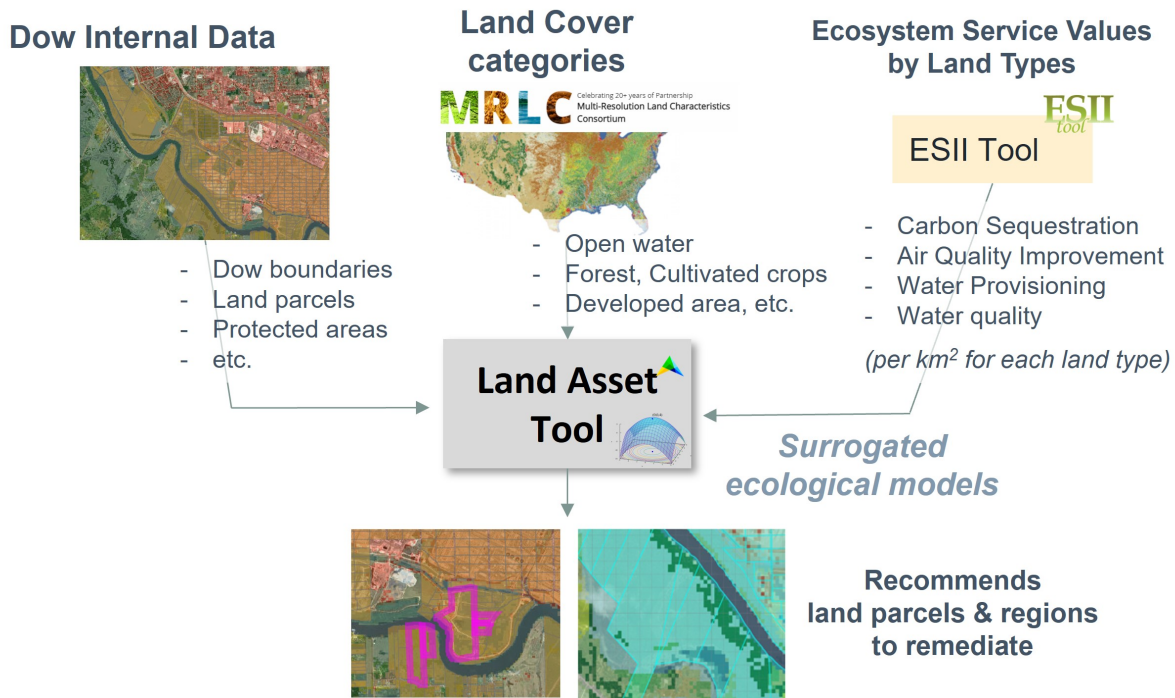 Dow Internal Data
Land Cover
categories
MRLC
Celebrating 20+ years of Partnership
Multi-Resolution Land Characteristics
Consortium
Ecosystem Service Values
by Land Types
ESII
tool
ESII Tool
- Dow boundaries
- Land parcels
- Protected areas
- etc.
- Open water
- Forest, Cultivated crops
- Developed area, etc.
- Carbon Sequestration
- Air Quality Improvement
- Water Provisioning
- Water quality
(per km² for each land type)
Land Asset
Tool
Surrogated
ecological models
Recommends
land parcels & regions
to remediate